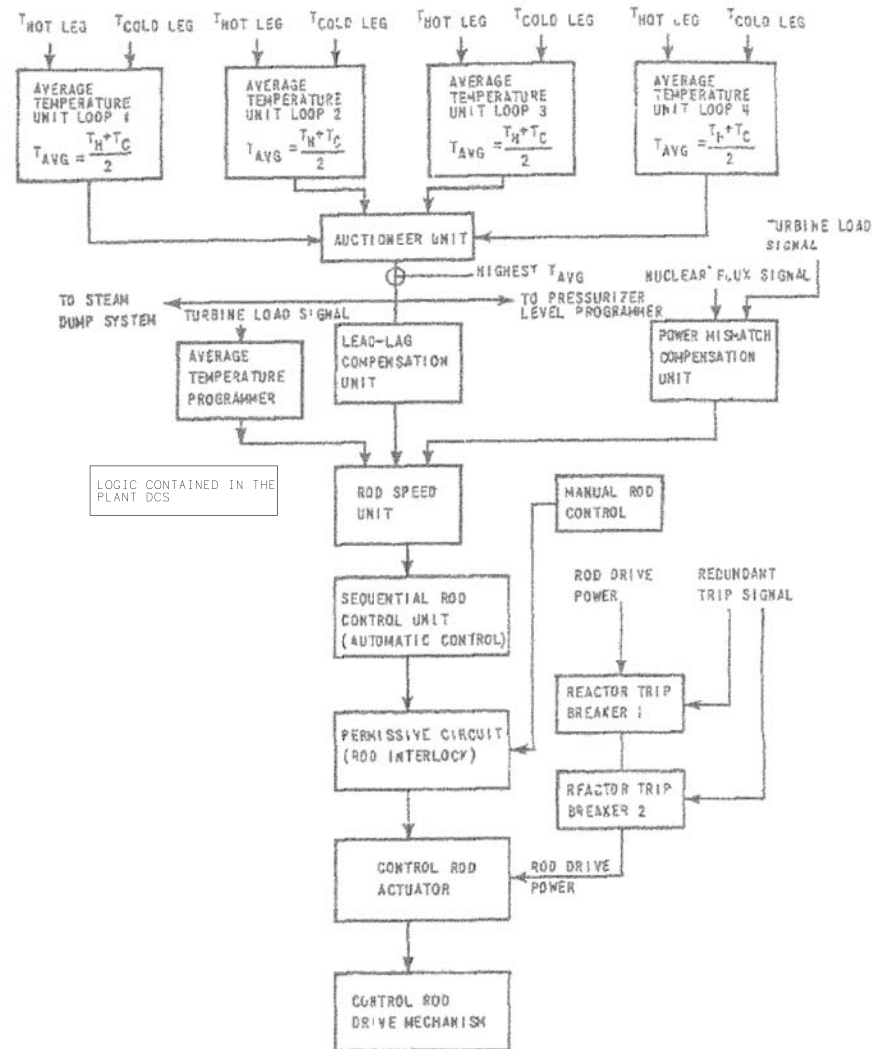 THOT LEG TCOLD LEG THOT LEG TCOLD LEG THOT LEG TCOLD LEG THOT LEG TCOLD LEG
AVERAGE
TEMPERATURE
UNIT LOOP 1
TAVG = TH+TC
2
AVERAGE
TEMPERATURE
UNIT LOOP 2
TAVG = TH+TC
2
AVERAGE
TEMPERATURE
UNIT LOOP 3
TAVG = TH+TC
2
AVERAGE
TEMPERATURE
UNIT LOOP 4
TAVG = TH+TC
2
AUCTIONEER UNIT
TURBINE LOAD
SIGNAL
HIGHEST TAVG
NUCLEAR FLUX SIGNAL
TO STEAM
DUMP SYSTEM
TURBINE LOAD SIGNAL
TO PRESSURIZER
LEVEL PROGRAMMER
AVERAGE
TEMPERATURE
PROGRAMMER
LEAD-LAG
COMPENSATION
UNIT
POWER MISMATCH
COMPENSATION
UNIT
LOGIC CONTAINED IN THE
PLANT DCS
ROD SPEED
UNIT
MANUAL ROD
CONTROL
SEQUENTIAL ROD
CONTROL UNIT
(AUTOMATIC CONTROL)
ROD DRIVE
POWER
REDUNDANT
TRIP SIGNAL
REACTOR TRIP
BREAKER 1
PERMISSIVE CIRCUIT
(ROD INTERLOCK)
REACTOR TRIP
BREAKER 2
CONTROL ROD
ACTUATOR
ROD DRIVE
POWER
CONTROL ROD
DRIVE MECHANISM